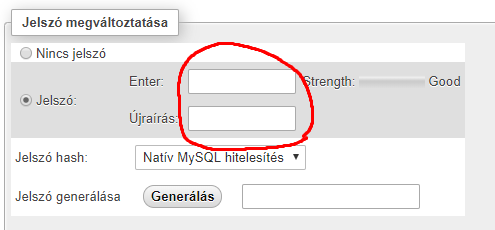 Jelszó megváltoztatása
Nincs jelszó
Enter: Strength: Good
Jelszó:
Újraírás:
Jelszó hash: Natív MySQL hitelesítés
Jelszó generálása Generálás